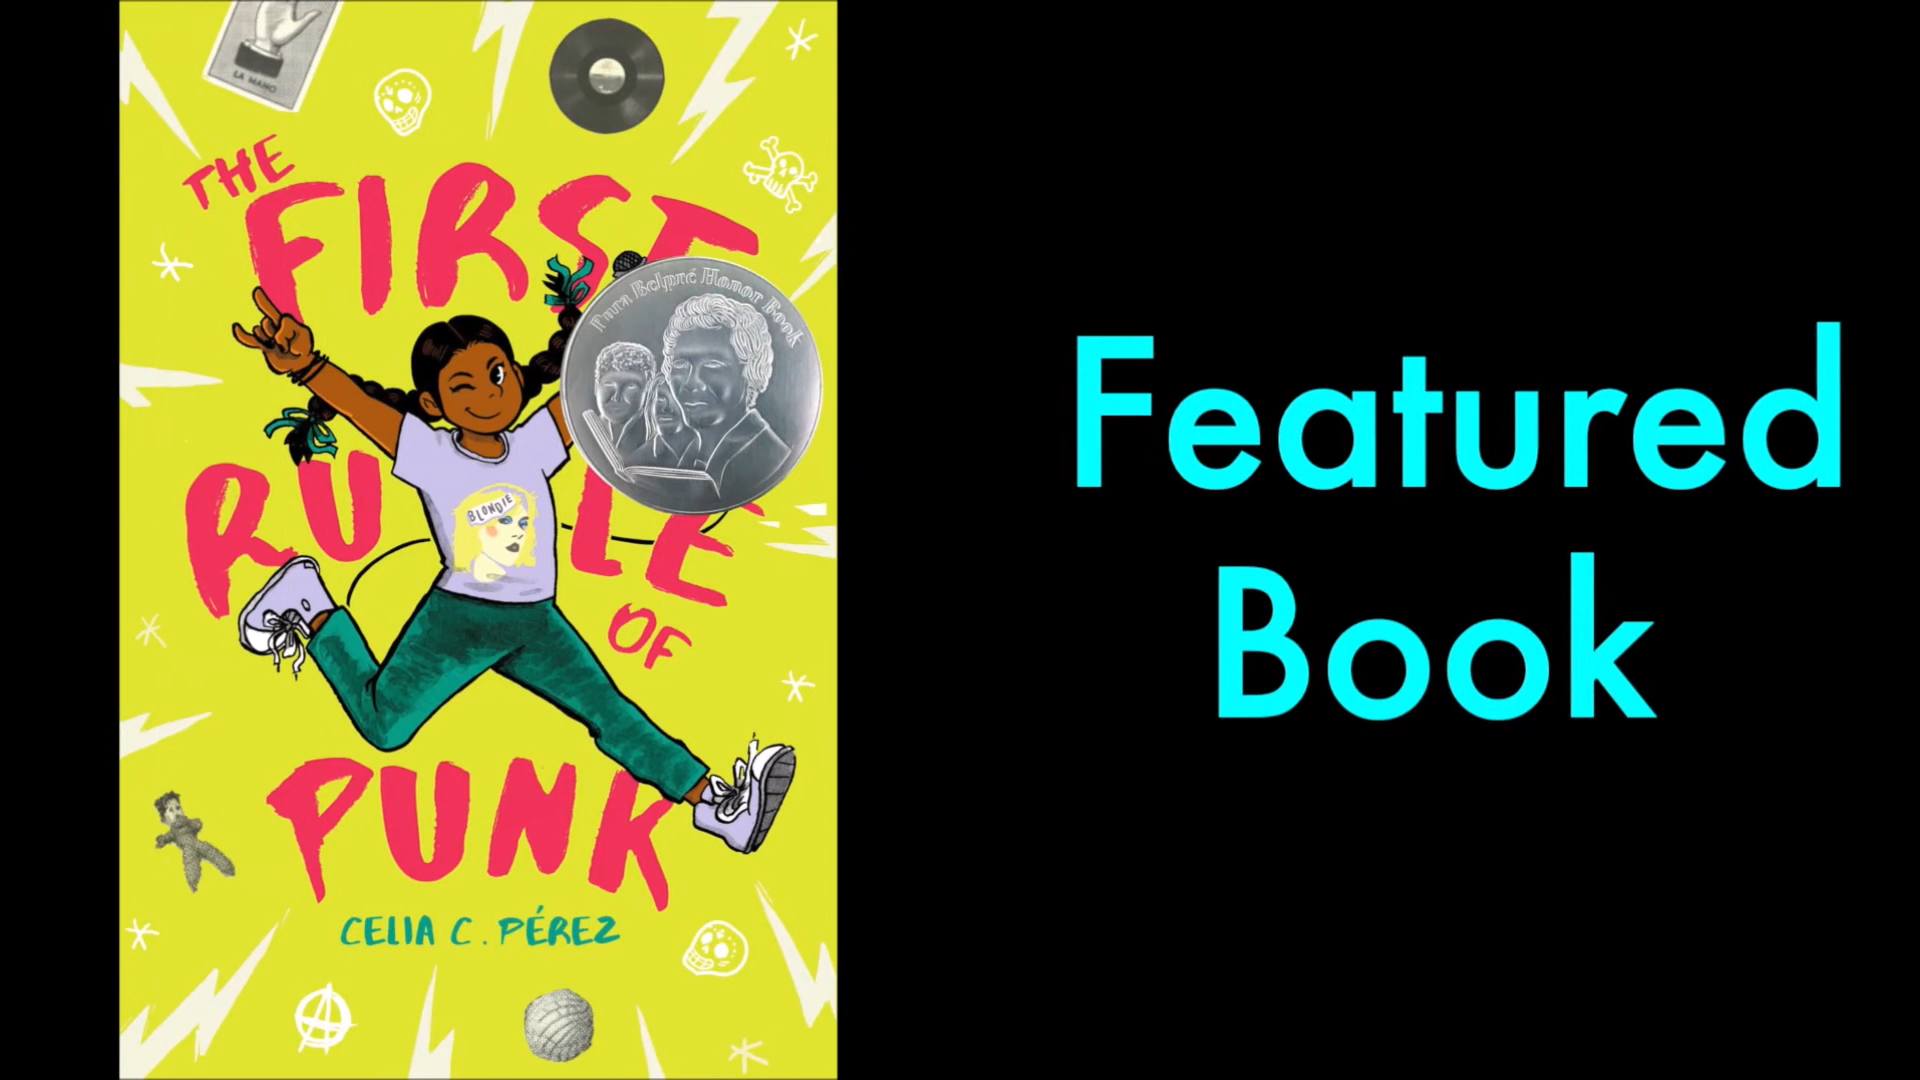 LA MANO
THE
FIRST
Pura Belpré Honor Book
BLONDIE
RULE
OF
PUNK
CELIA C. PÉREZ
Featured
Book